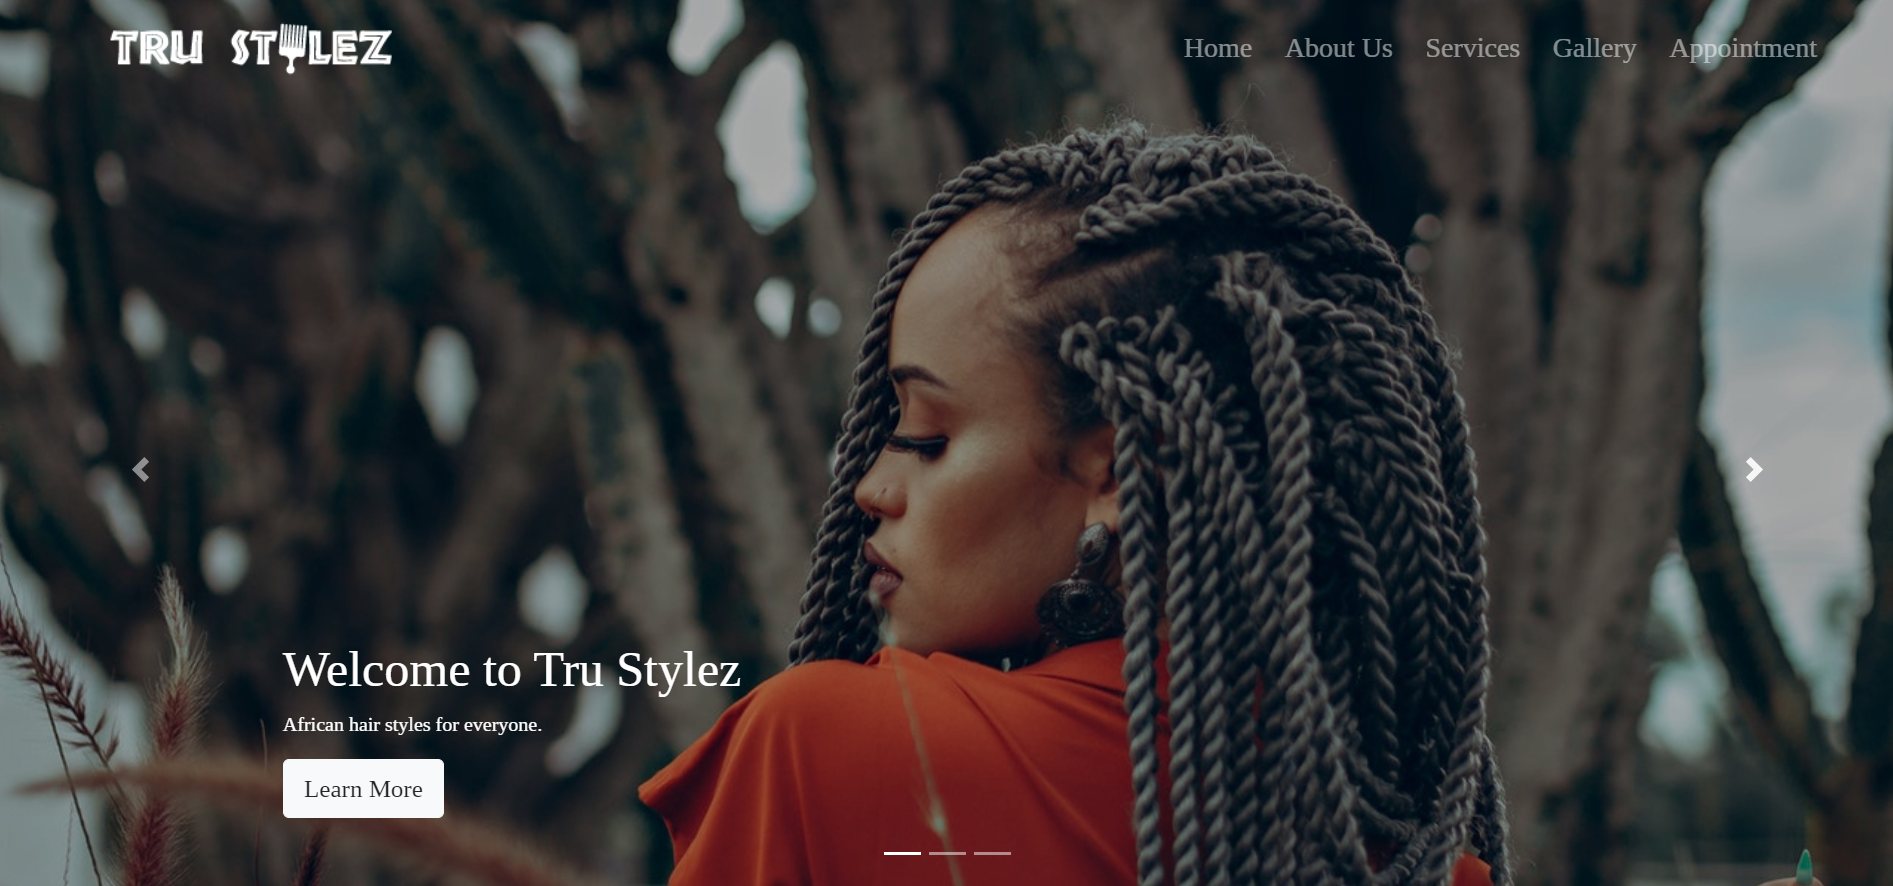 TRU STYLEZ
Home About Us Services Gallery Appointment
Welcome to Tru Stylez
African hair styles for everyone.
Learn More